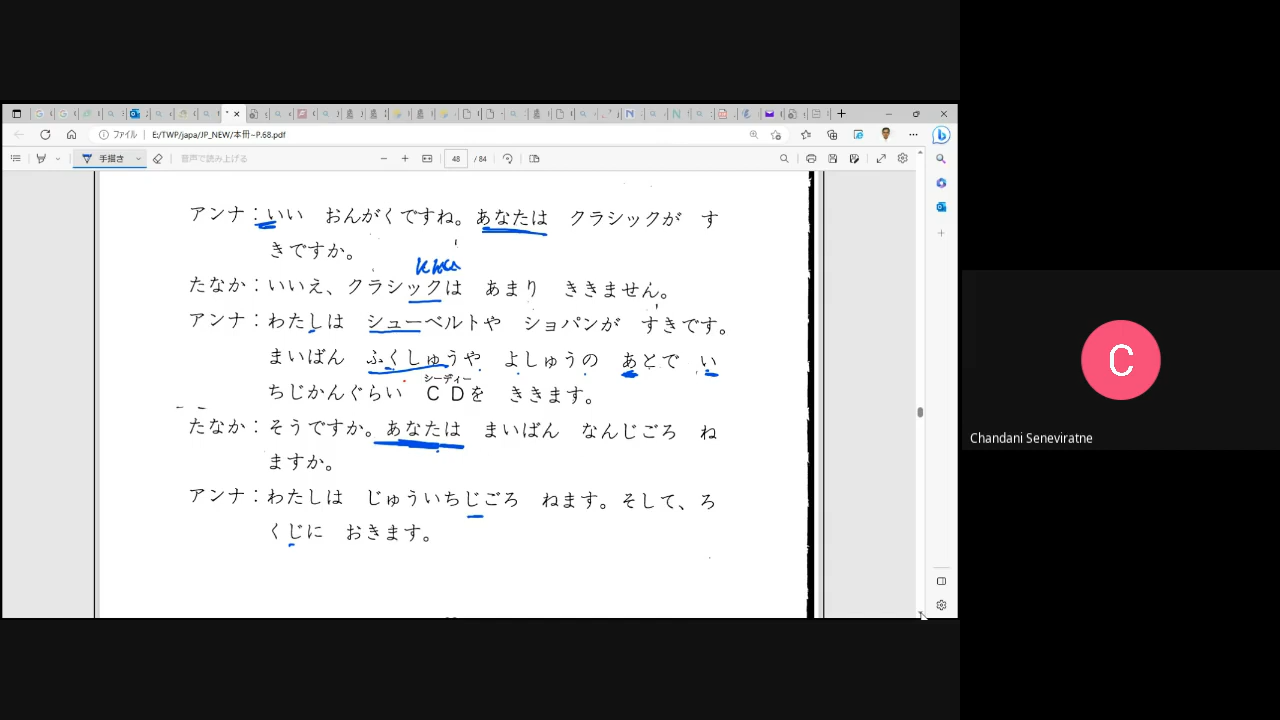 ファイル E:/TWP/japa/JP_NEW/本冊-P.68.pdf
手描き 音声で読み上げる 48 / 84
アンナ：いい おんがくですね。あなたは クラシックが す
きですか。
たなか：いいえ、クラシックは あまり ききません。
アンナ：わたしは シューベルトや ショパンが すきです。
まいばん ふくしゅうや よしゅうの あとで い
シーディー
ちじかんぐらい CDを ききます。
たなか：そうですか。あなたは まいばん なんじごろ ね
ますか。
アンナ：わたしは じゅういちじごろ ねます。そして、ろ
くじに おきます。
C
Chandani Seneviratne